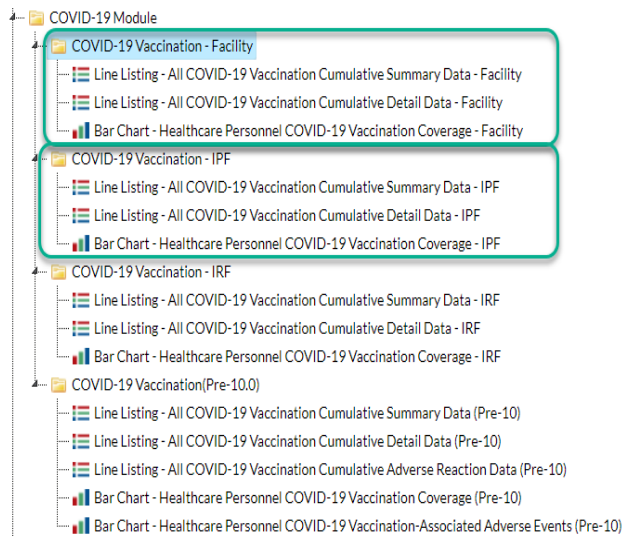 COVID-19 Module
COVID-19 Vaccination - Facility
Line Listing - All COVID-19 Vaccination Cumulative Summary Data - Facility
Line Listing - All COVID-19 Vaccination Cumulative Detail Data - Facility
Bar Chart - Healthcare Personnel COVID-19 Vaccination Coverage - Facility
COVID-19 Vaccination - IPF
Line Listing - All COVID-19 Vaccination Cumulative Summary Data - IPF
Line Listing - All COVID-19 Vaccination Cumulative Detail Data - IPF
Bar Chart - Healthcare Personnel COVID-19 Vaccination Coverage - IPF
COVID-19 Vaccination - IRF
Line Listing - All COVID-19 Vaccination Cumulative Summary Data - IRF
Line Listing - All COVID-19 Vaccination Cumulative Detail Data - IRF
Bar Chart - Healthcare Personnel COVID-19 Vaccination Coverage - IRF
COVID-19 Vaccination(Pre-10.0)
Line Listing - All COVID-19 Vaccination Cumulative Summary Data (Pre-10)
Line Listing - All COVID-19 Vaccination Cumulative Detail Data (Pre-10)
Line Listing - All COVID-19 Vaccination Cumulative Adverse Reaction Data (Pre-10)
Bar Chart - Healthcare Personnel COVID-19 Vaccination Coverage (Pre-10)
Bar Chart - Healthcare Personnel COVID-19 Vaccination-Associated Adverse Events (Pre-10)